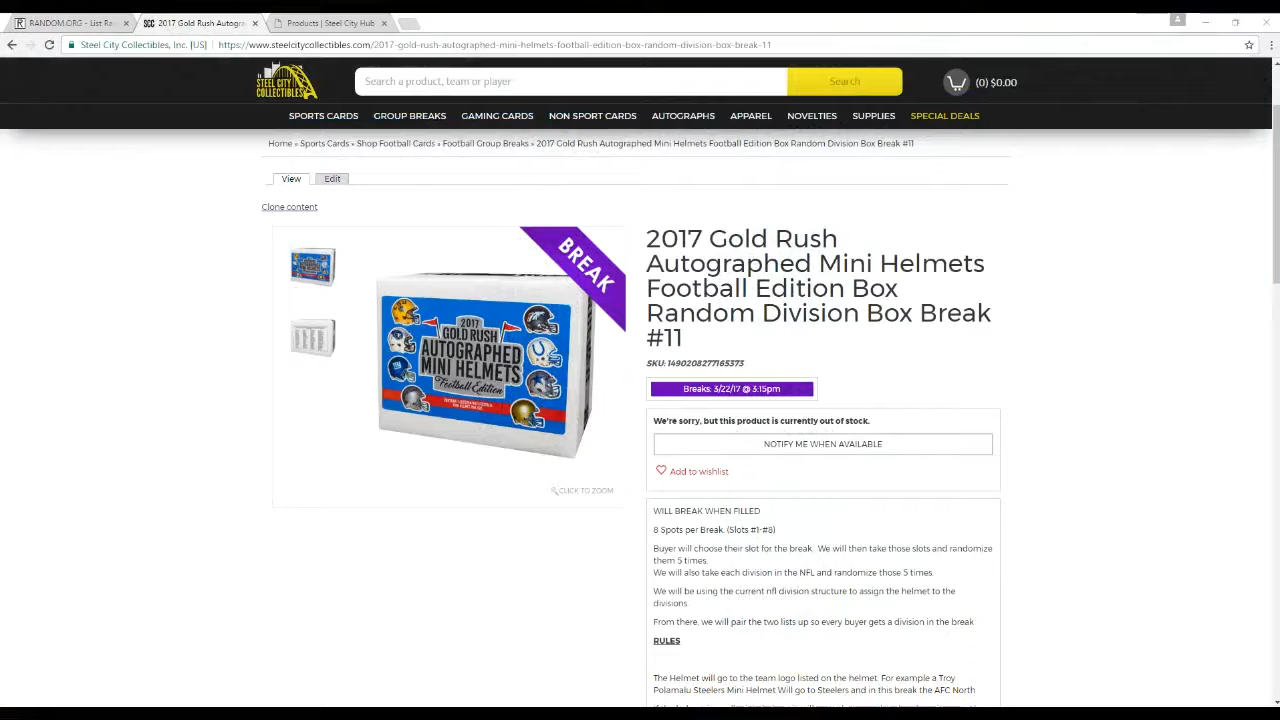 RANDOM.ORG - List Ra
SCC 2017 Gold Rush Autogra
Products | Steel City Hub
Steel City Collectibles, Inc. [US] https://www.steelcitycollectibles.com/2017-gold-rush-autographed-mini-helmets-football-edition-box-random-division-box-break-11
STEEL CITY
COLLECTIBLES
Search a product, team or player
Search
(0) $0.00
SPORTS CARDS GROUP BREAKS GAMING CARDS NON SPORT CARDS AUTOGRAPHS APPAREL NOVELTIES SUPPLIES SPECIAL DEALS
Home » Sports Cards » Shop Football Cards » Football Group Breaks » 2017 Gold Rush Autographed Mini Helmets Football Edition Box Random Division Box Break #11
View Edit
Clone content
BREAK
2017
GOLD RUSH
AUTOGRAPHED
MINI HELMETS
Football Edition
CLICK TO ZOOM
2017 Gold Rush
Autographed Mini Helmets
Football Edition Box
Random Division Box Break
#11
SKU: 1490208277165373
Breaks: 3/22/17 @ 3:15pm
We're sorry, but this product is currently out of stock.
NOTIFY ME WHEN AVAILABLE
Add to wishlist
WILL BREAK WHEN FILLED
8 Spots per Break. (Slots #1-#8)
Buyer will choose their slot for the break. We will then take those slots and randomize
them 5 times.
We will also take each division in the NFL and randomize those 5 times.
We will be using the current nfl division structure to assign the helmet to the
divisions.
From there, we will pair the two lists up so every buyer gets a division in the break
RULES
The Helmet will go to the team logo listed on the helmet. For example a Troy
Polamalu Steelers Mini Helmet Will go to Steelers and in this break the AFC North